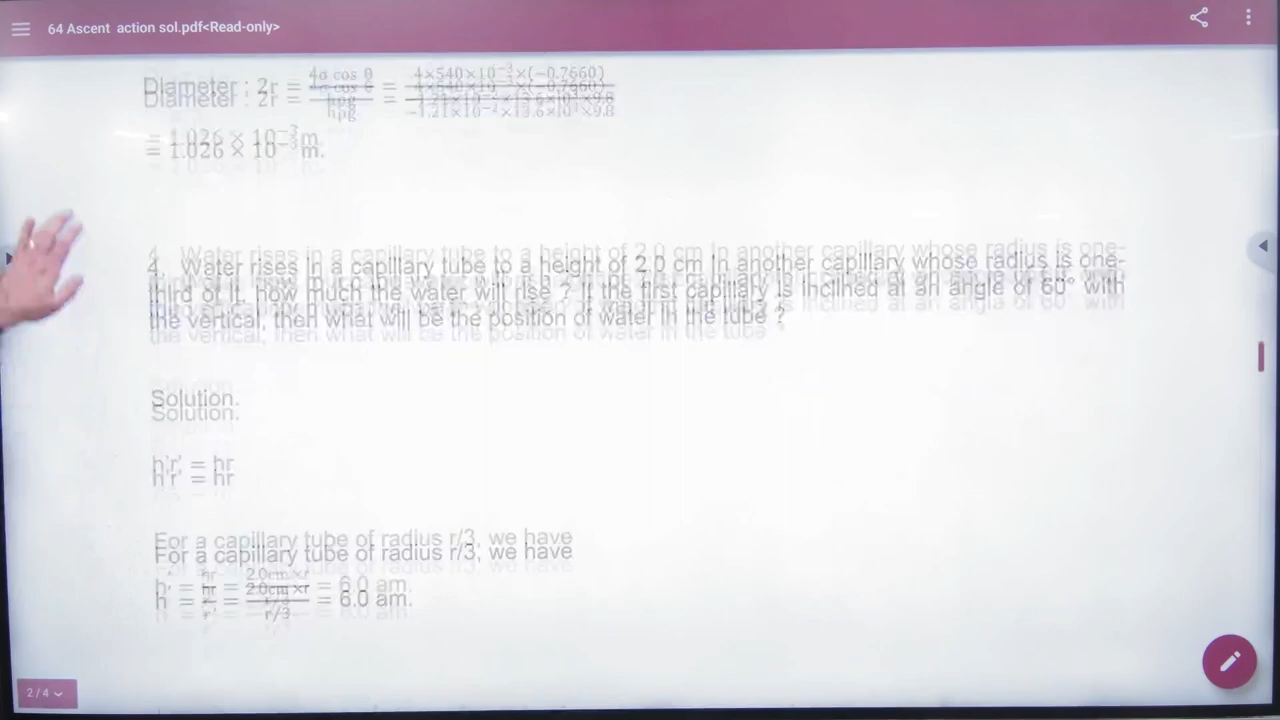 64 Ascent action sol.pdf<Read-only>
Diameter : 2r = 4σ cos θ / hρg = 4×540×10⁻³×(−0.7660) / −1.21×10⁻²×13.6×10³×9.8
= 1.026 × 10⁻³ m.
4. Water rises in a capillary tube to a height of 2.0 cm In another capillary whose radius is one-
third of it. how much the water will rise ? If the first capillary is inclined at an angle of 60° with
the vertical, then what will be the position of water in the tube ?
Solution.
h'r' = hr
For a capillary tube of radius r/3, we have
h' = hr / r' = 2.0cm ×r / r/3 = 6.0 am.
2 / 4